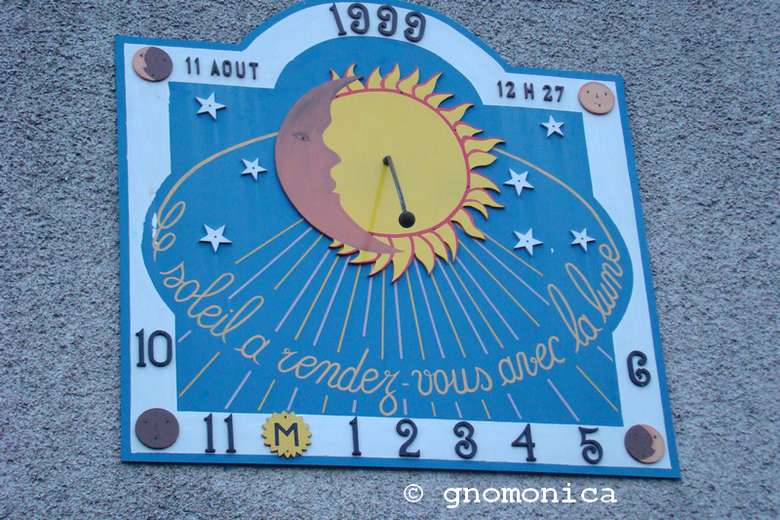 1999
11 AOUT
12 H 27
le soleil a rendez-vous avec la lune
10
6
11 M 1 2 3 4 5
© gnomonica